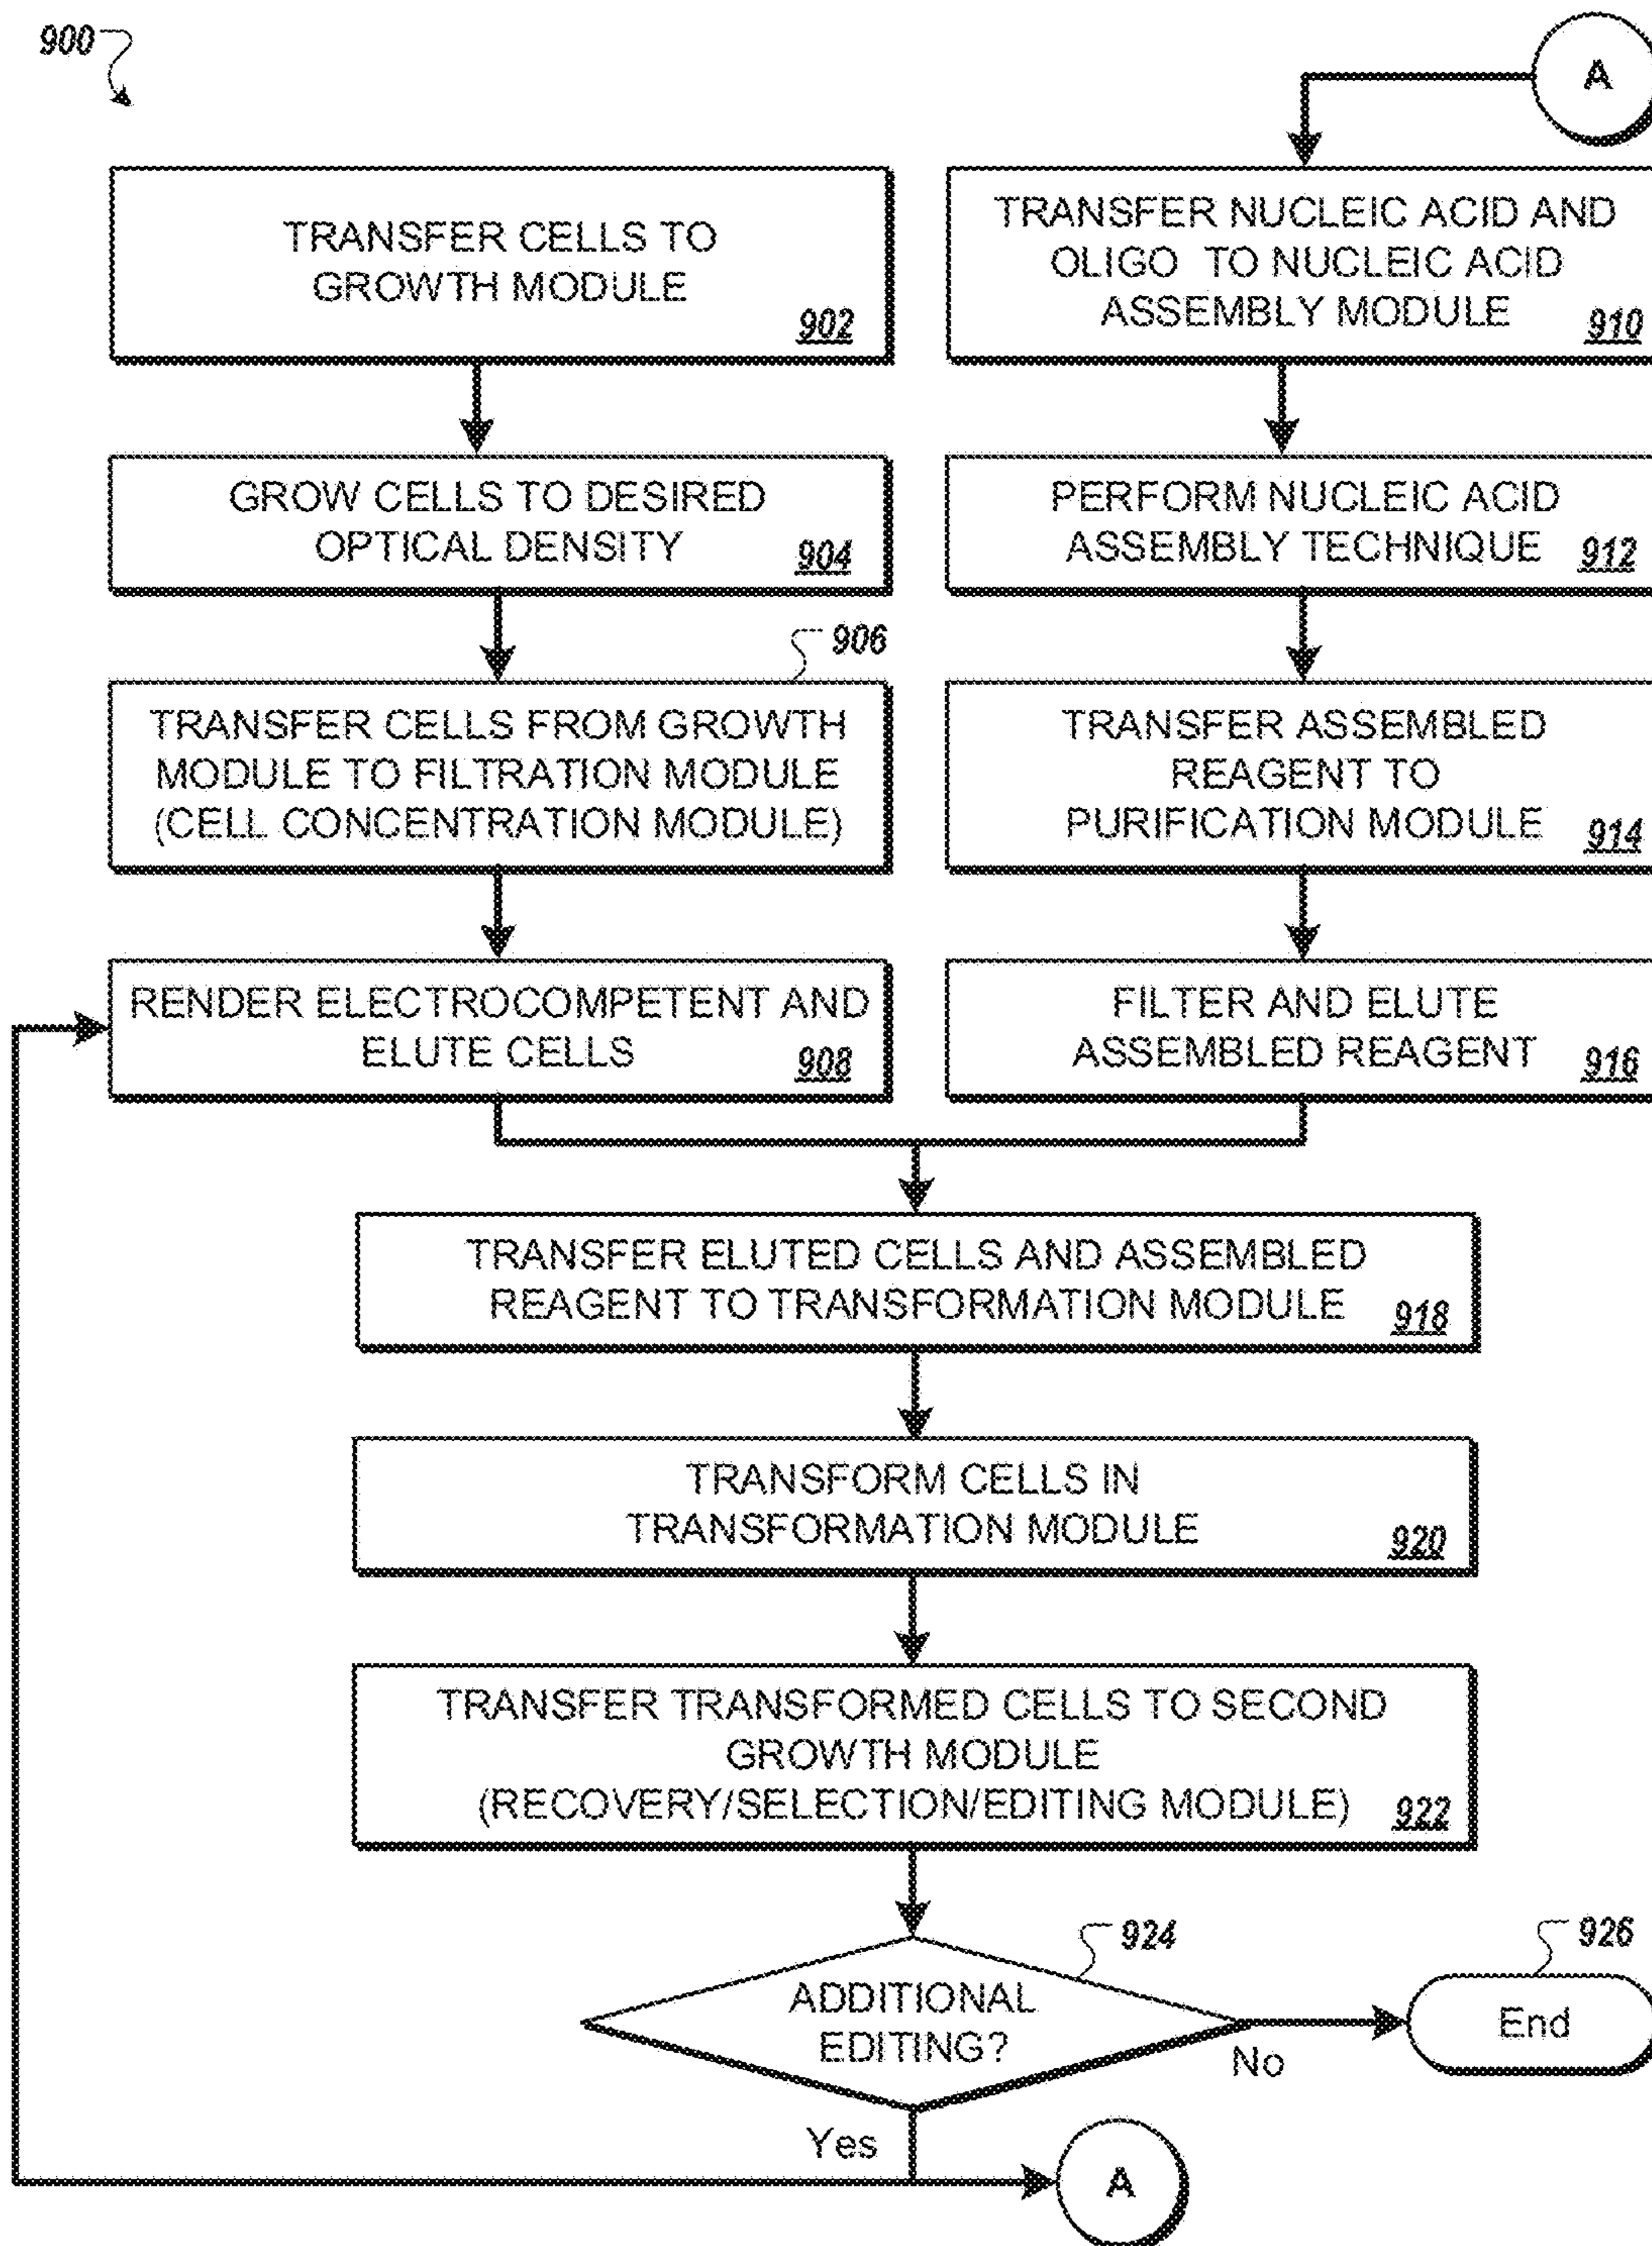 900
A
TRANSFER CELLS TO
GROWTH MODULE
902
GROW CELLS TO DESIRED
OPTICAL DENSITY
904
906
TRANSFER CELLS FROM GROWTH
MODULE TO FILTRATION MODULE
(CELL CONCENTRATION MODULE)
RENDER ELECTROCOMPETENT AND
ELUTE CELLS
908
TRANSFER NUCLEIC ACID AND
OLIGO TO NUCLEIC ACID
ASSEMBLY MODULE
910
PERFORM NUCLEIC ACID
ASSEMBLY TECHNIQUE
912
TRANSFER ASSEMBLED
REAGENT TO
PURIFICATION MODULE
914
FILTER AND ELUTE
ASSEMBLED REAGENT
916
TRANSFER ELUTED CELLS AND ASSEMBLED
REAGENT TO TRANSFORMATION MODULE
918
TRANSFORM CELLS IN
TRANSFORMATION MODULE
920
TRANSFER TRANSFORMED CELLS TO SECOND
GROWTH MODULE
(RECOVERY/SELECTION/EDITING MODULE)
922
924
ADDITIONAL
EDITING?
No
926
End
Yes
A